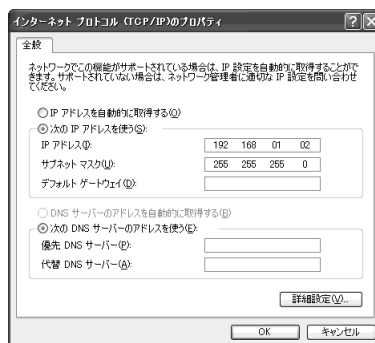 インターネット プロトコル (TCP/IP)のプロパティ
全般
ネットワークでこの機能がサポートされている場合は、IP 設定を自動的に取得することがで
きます。サポートされていない場合は、ネットワーク管理者に適切な IP 設定を問い合わせ
てください。
IP アドレスを自動的に取得する(O)
次の IP アドレスを使う(S):
IP アドレス(I): 192 168 01 02
サブネット マスク(U): 255 255 255 0
デフォルト ゲートウェイ(D):
DNS サーバーのアドレスを自動的に取得する(B)
次の DNS サーバーのアドレスを使う(E):
優先 DNS サーバー(P):
代替 DNS サーバー(A):
詳細設定(V)...
OK キャンセル